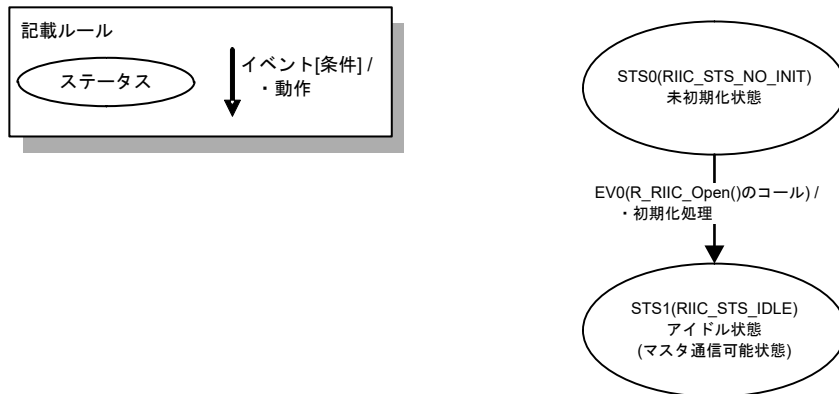 記載ルール
ステータス
イベント[条件] /
・動作
STS0(RIIC_STS_NO_INIT)
未初期化状態
EV0(R_RIIC_Open()のコール) /
・初期化処理
STS1(RIIC_STS_IDLE)
アイドル状態
(マスタ通信可能状態)